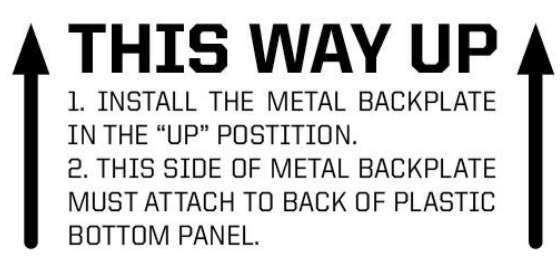 THIS WAY UP
1. INSTALL THE METAL BACKPLATE
IN THE “UP” POSTITION.
2. THIS SIDE OF METAL BACKPLATE
MUST ATTACH TO BACK OF PLASTIC
BOTTOM PANEL.